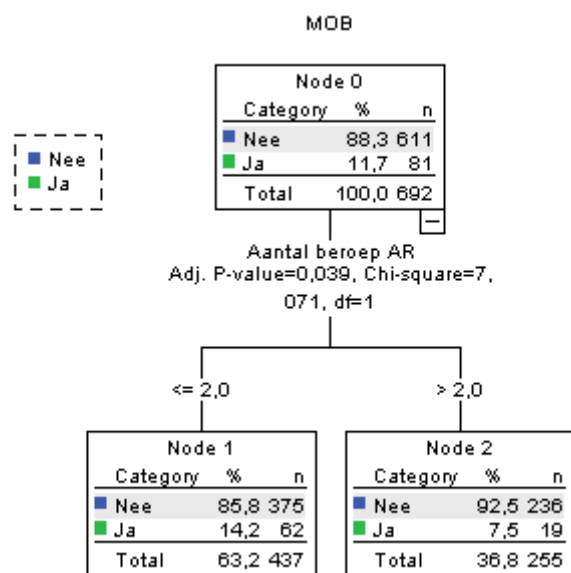 MOB
Node 0
Category % n
Nee 88,3 611
Ja 11,7 81
Total 100,0 692
Nee
Ja
Aantal beroep AR
Adj. P-value=0,039, Chi-square=7,
071, df=1
<= 2,0
> 2,0
Node 1
Category % n
Nee 85,8 375
Ja 14,2 62
Total 63,2 437
Node 2
Category % n
Nee 92,5 236
Ja 7,5 19
Total 36,8 255